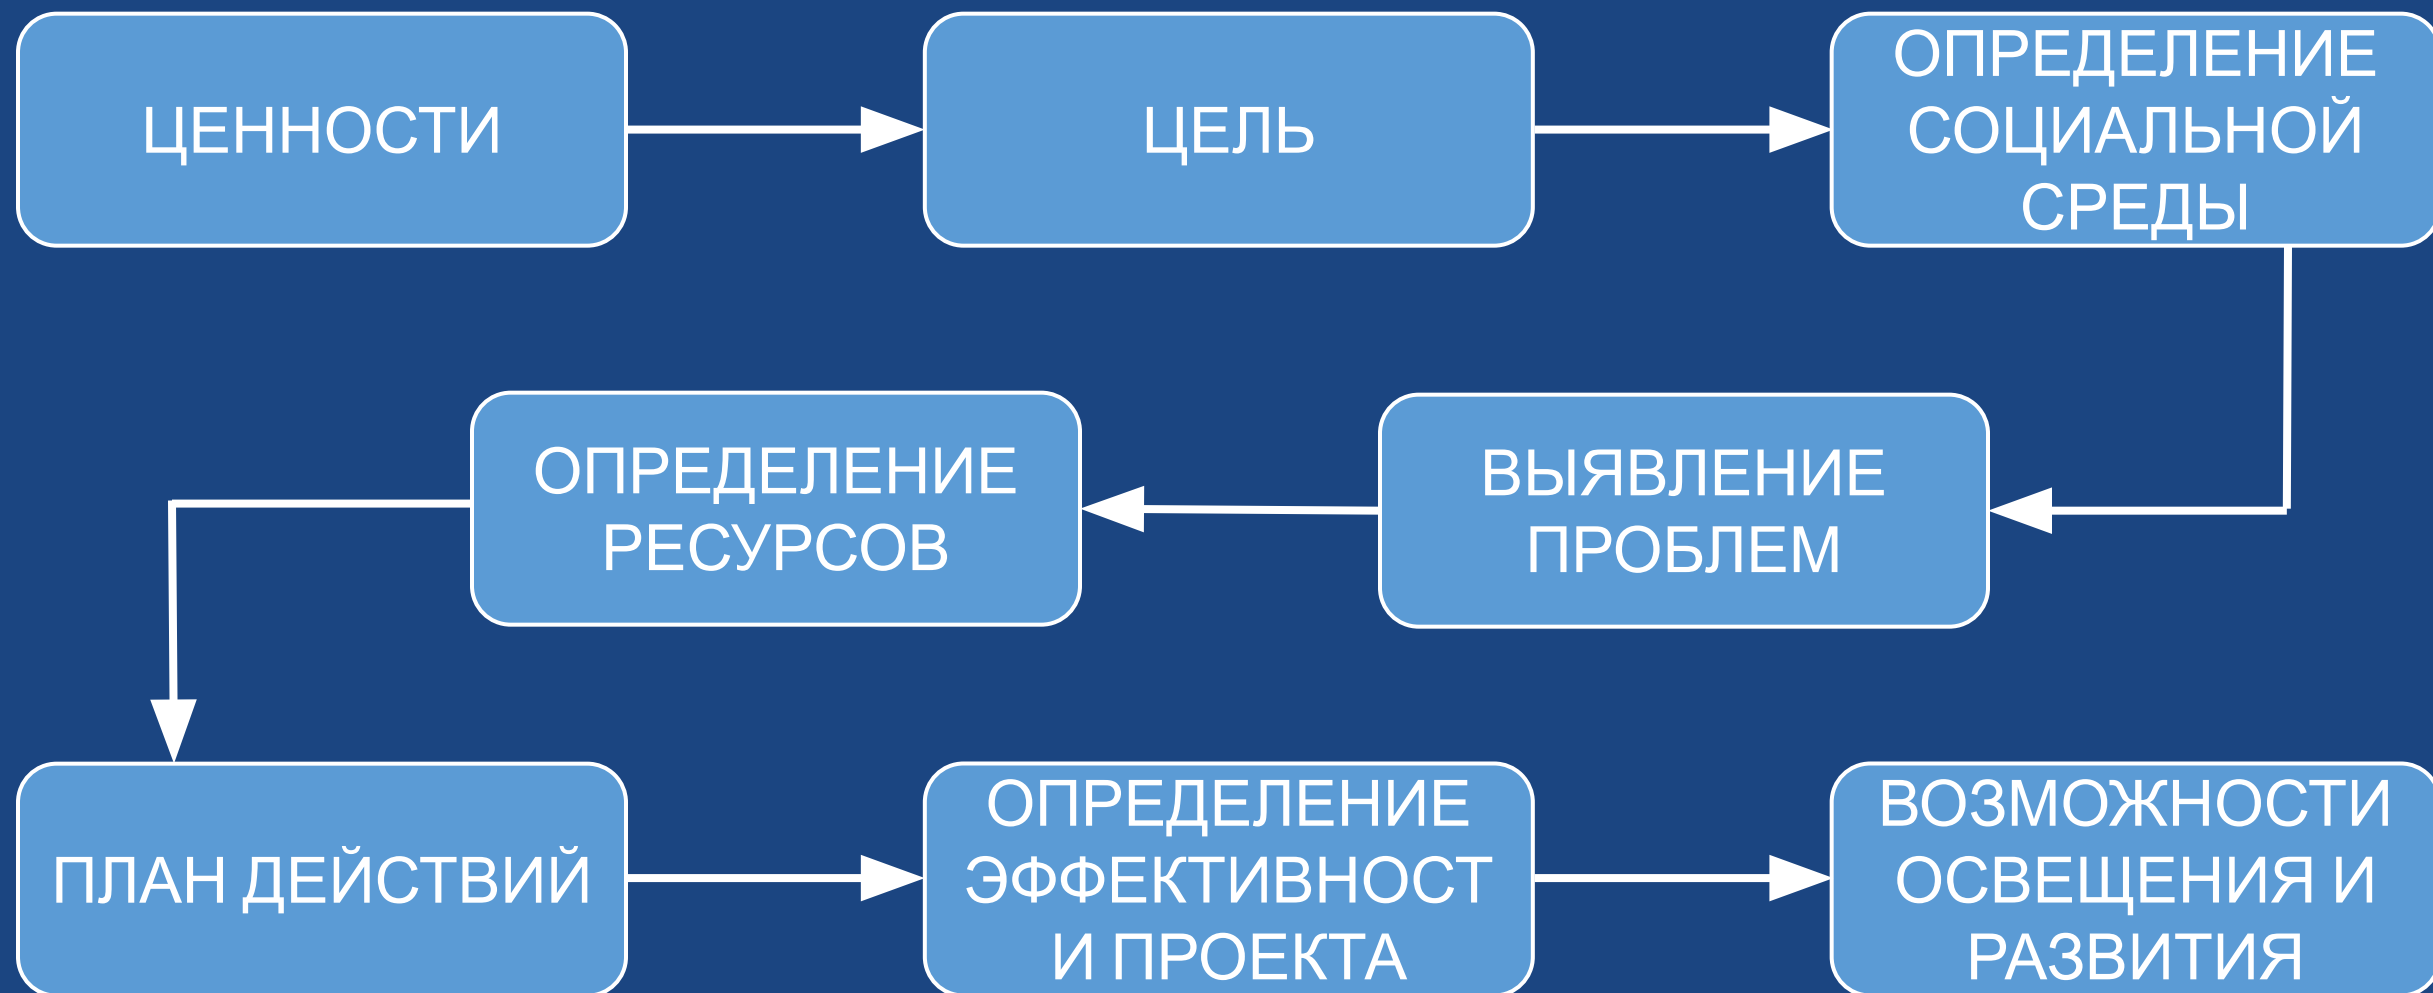 ЦЕННОСТИ
ЦЕЛЬ
ОПРЕДЕЛЕНИЕ
СОЦИАЛЬНОЙ
СРЕДЫ
ВЫЯВЛЕНИЕ
ПРОБЛЕМ
ОПРЕДЕЛЕНИЕ
РЕСУРСОВ
ПЛАН ДЕЙСТВИЙ
ОПРЕДЕЛЕНИЕ
ЭФФЕКТИВНОСТ
И ПРОЕКТА
ВОЗМОЖНОСТИ
ОСВЕЩЕНИЯ И
РАЗВИТИЯ